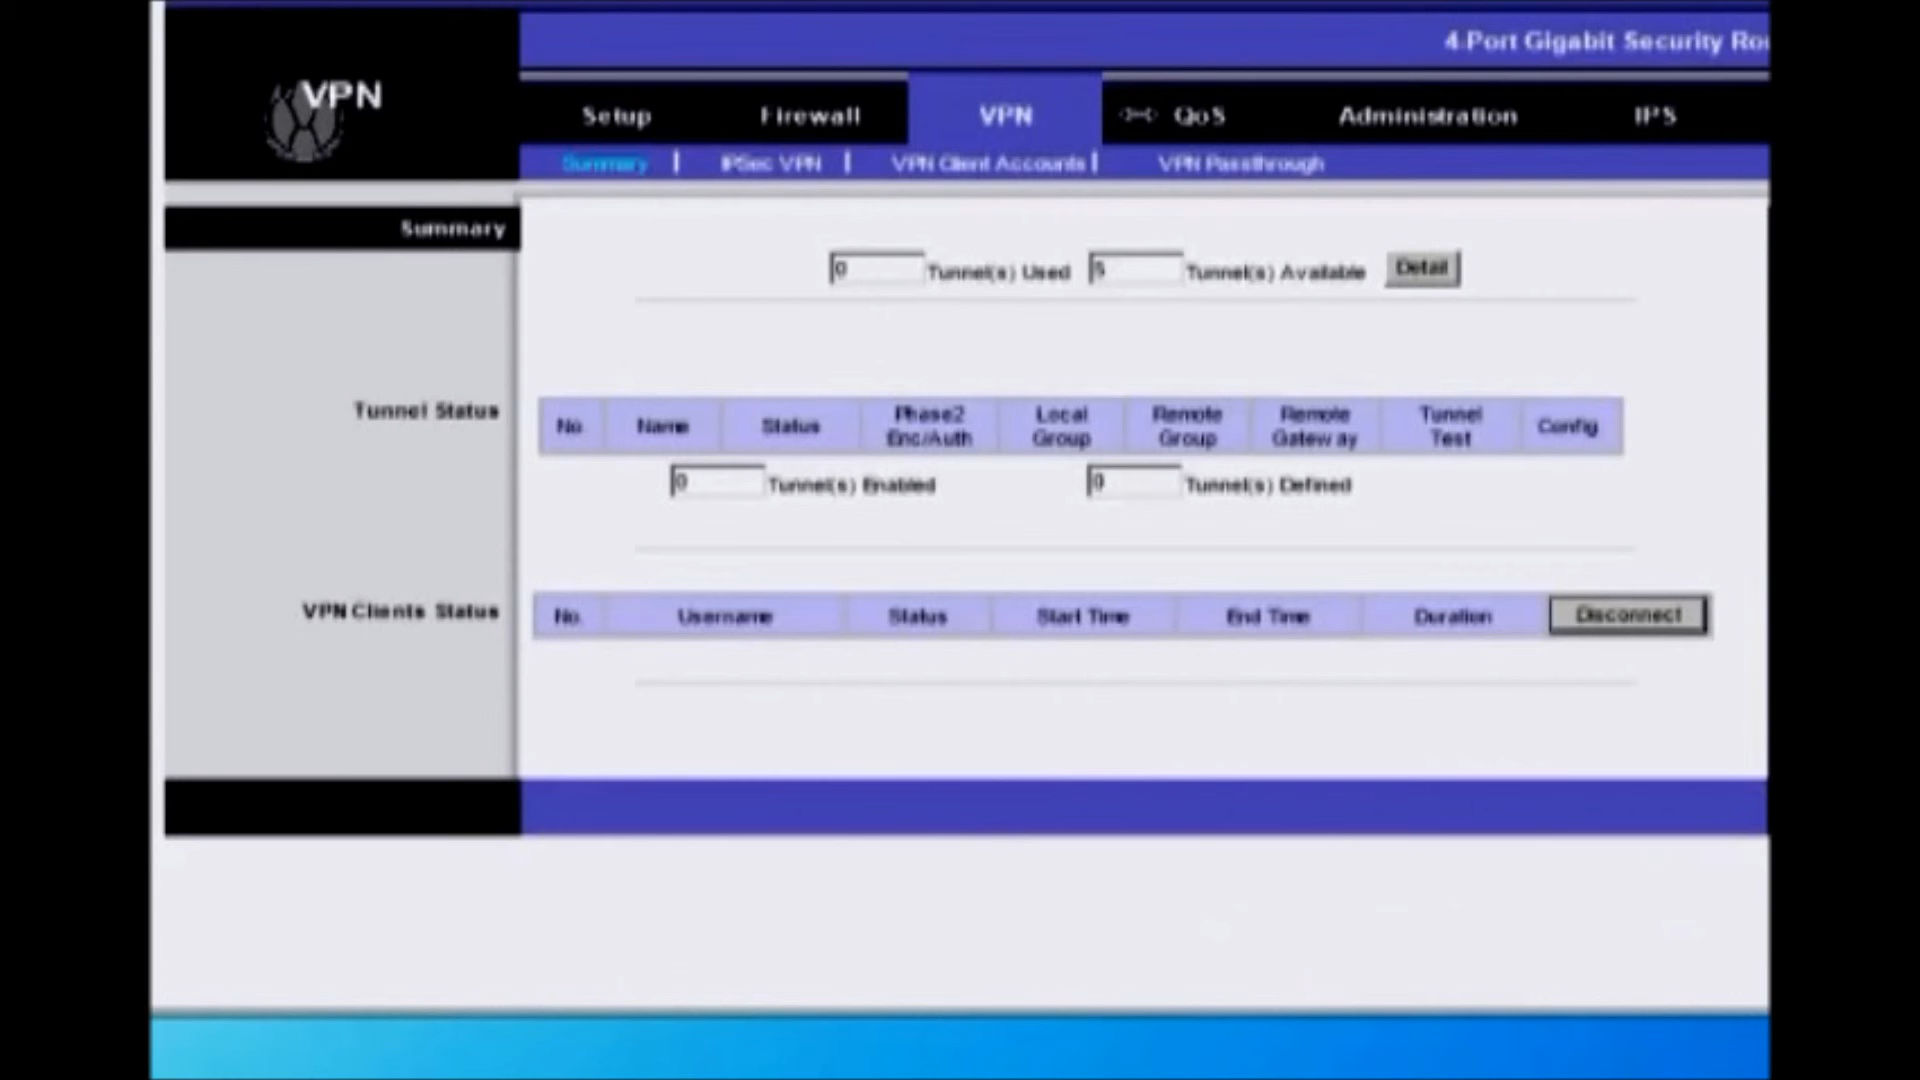 4-Port Gigabit Security Ro
VPN
Setup Firewall VPN QoS Administration IPS
Summary | IPSec VPN | VPN Client Accounts | VPN Passthrough
Summary
0 Tunnel(s) Used 5 Tunnel(s) Available Detail
Tunnel Status
No. Name Status Phase2 Enc/Auth Local Group Remote Group Remote Gateway Tunnel Test Config.
0 Tunnel(s) Enabled 0 Tunnel(s) Defined
VPN Clients Status
No. Username Status Start Time End Time Duration Disconnect